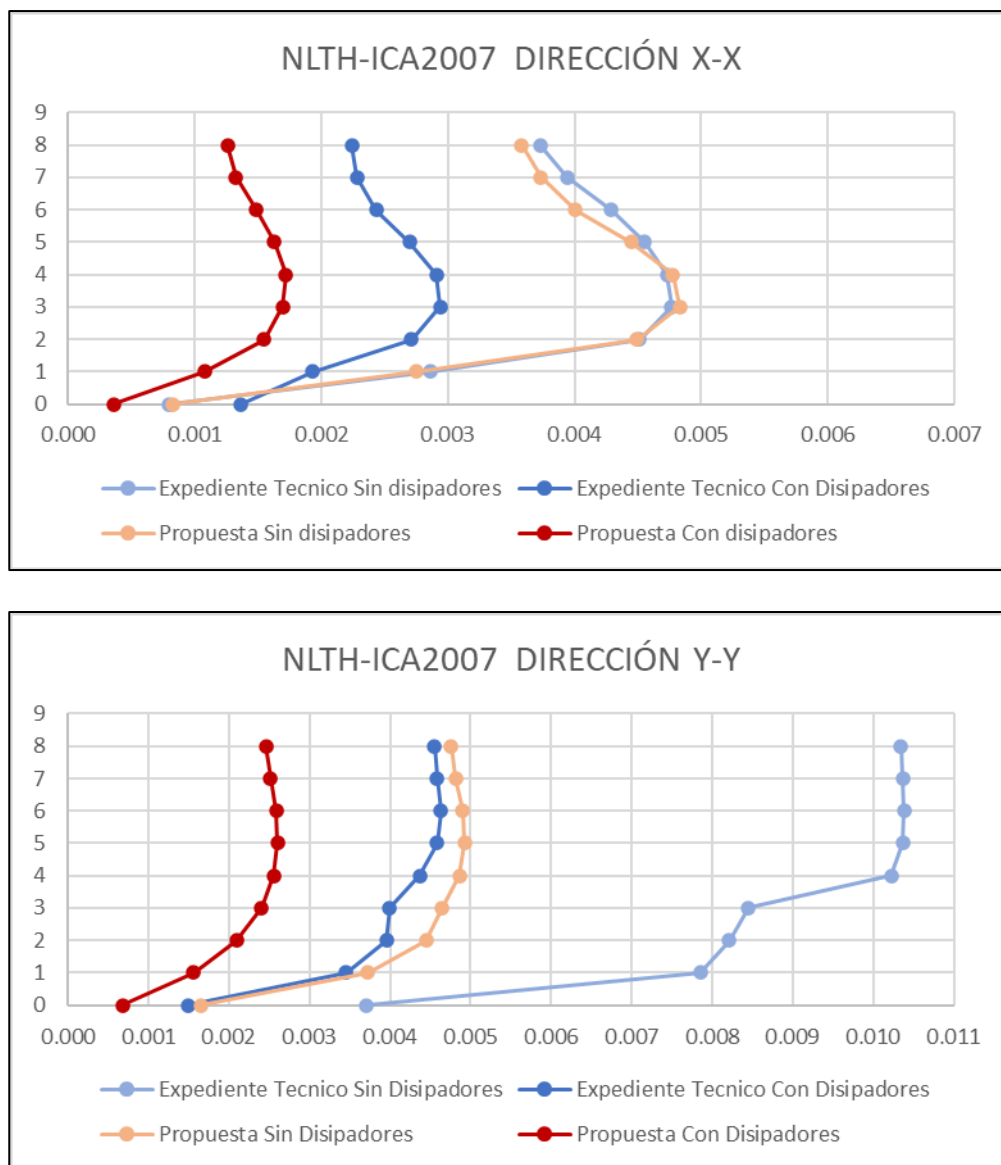 NLTH-ICA2007 DIRECCIÓN X-X
9
8
7
6
5
4
3
2
1
0
0.000 0.001 0.002 0.003 0.004 0.005 0.006 0.007
Expediente Tecnico Sin disipadores Expediente Tecnico Con Disipadores
Propuesta Sin disipadores Propuesta Con disipadores
NLTH-ICA2007 DIRECCIÓN Y-Y
9
8
7
6
5
4
3
2
1
0
0.000 0.001 0.002 0.003 0.004 0.005 0.006 0.007 0.008 0.009 0.010 0.011
Expediente Tecnico Sin Disipadores Expediente Tecnico Con Disipadores
Propuesta Sin Disipadores Propuesta Con Disipadores